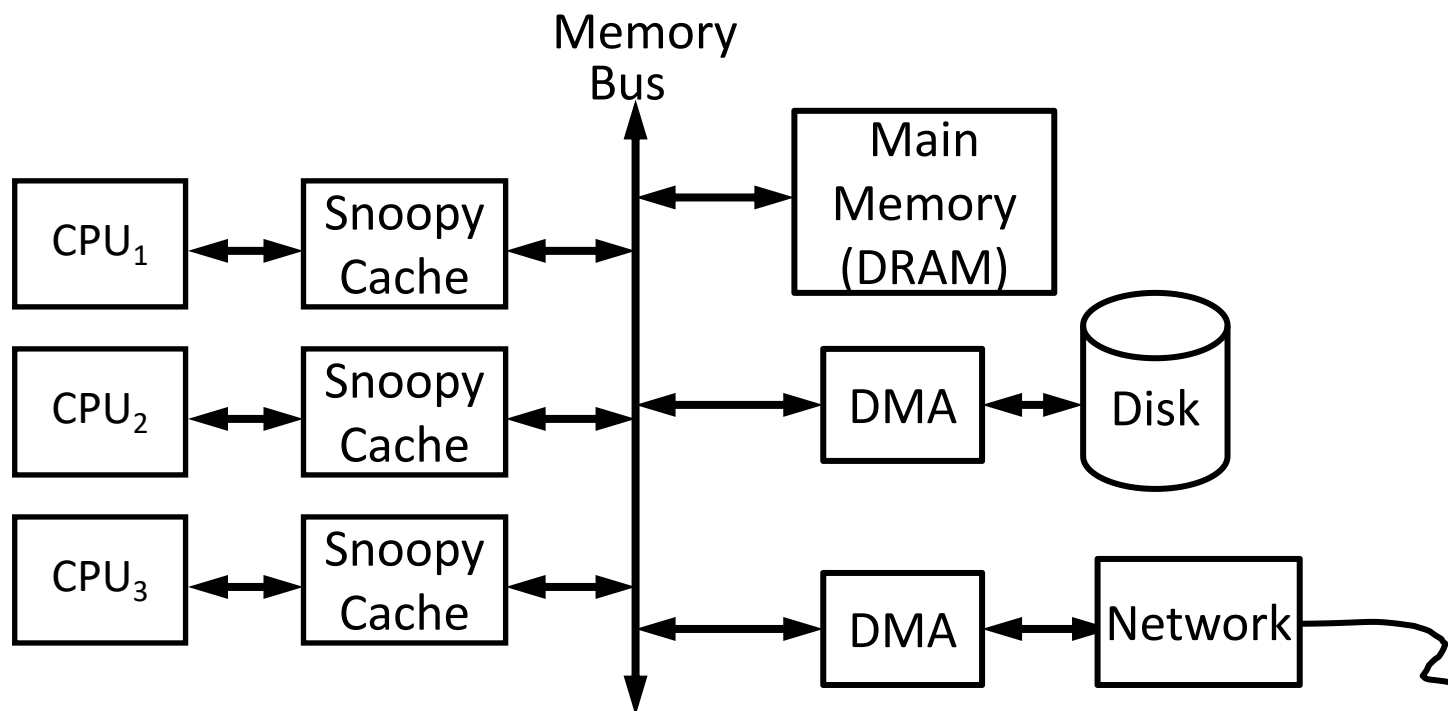 Memory
Bus
Main
Memory
(DRAM)
CPU₁
Snoopy
Cache
CPU₂
Snoopy
Cache
DMA
Disk
CPU₃
Snoopy
Cache
DMA
Network